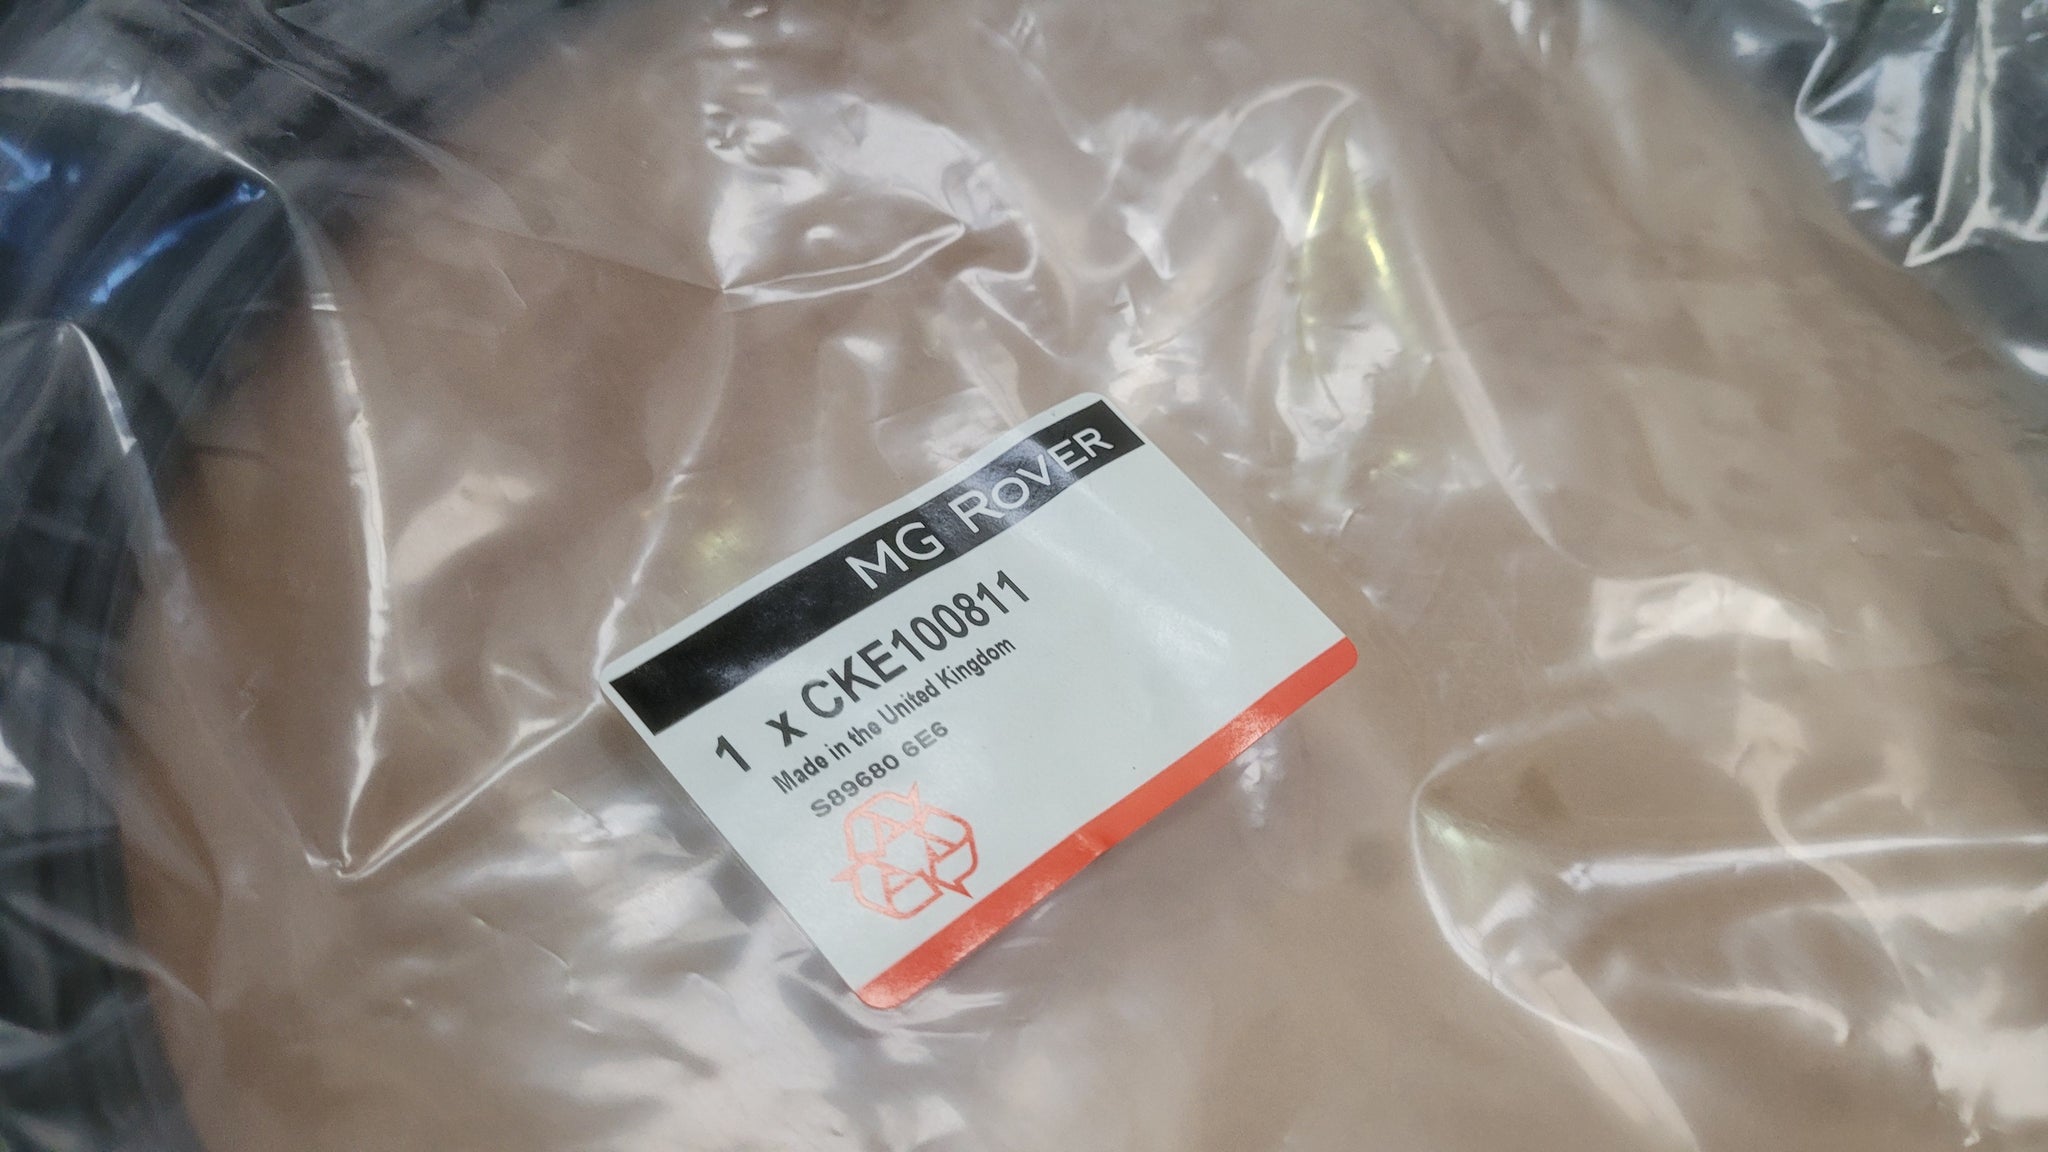 MG ROVER
1 x CKE100811
Made in the United Kingdom
S89680 6E6